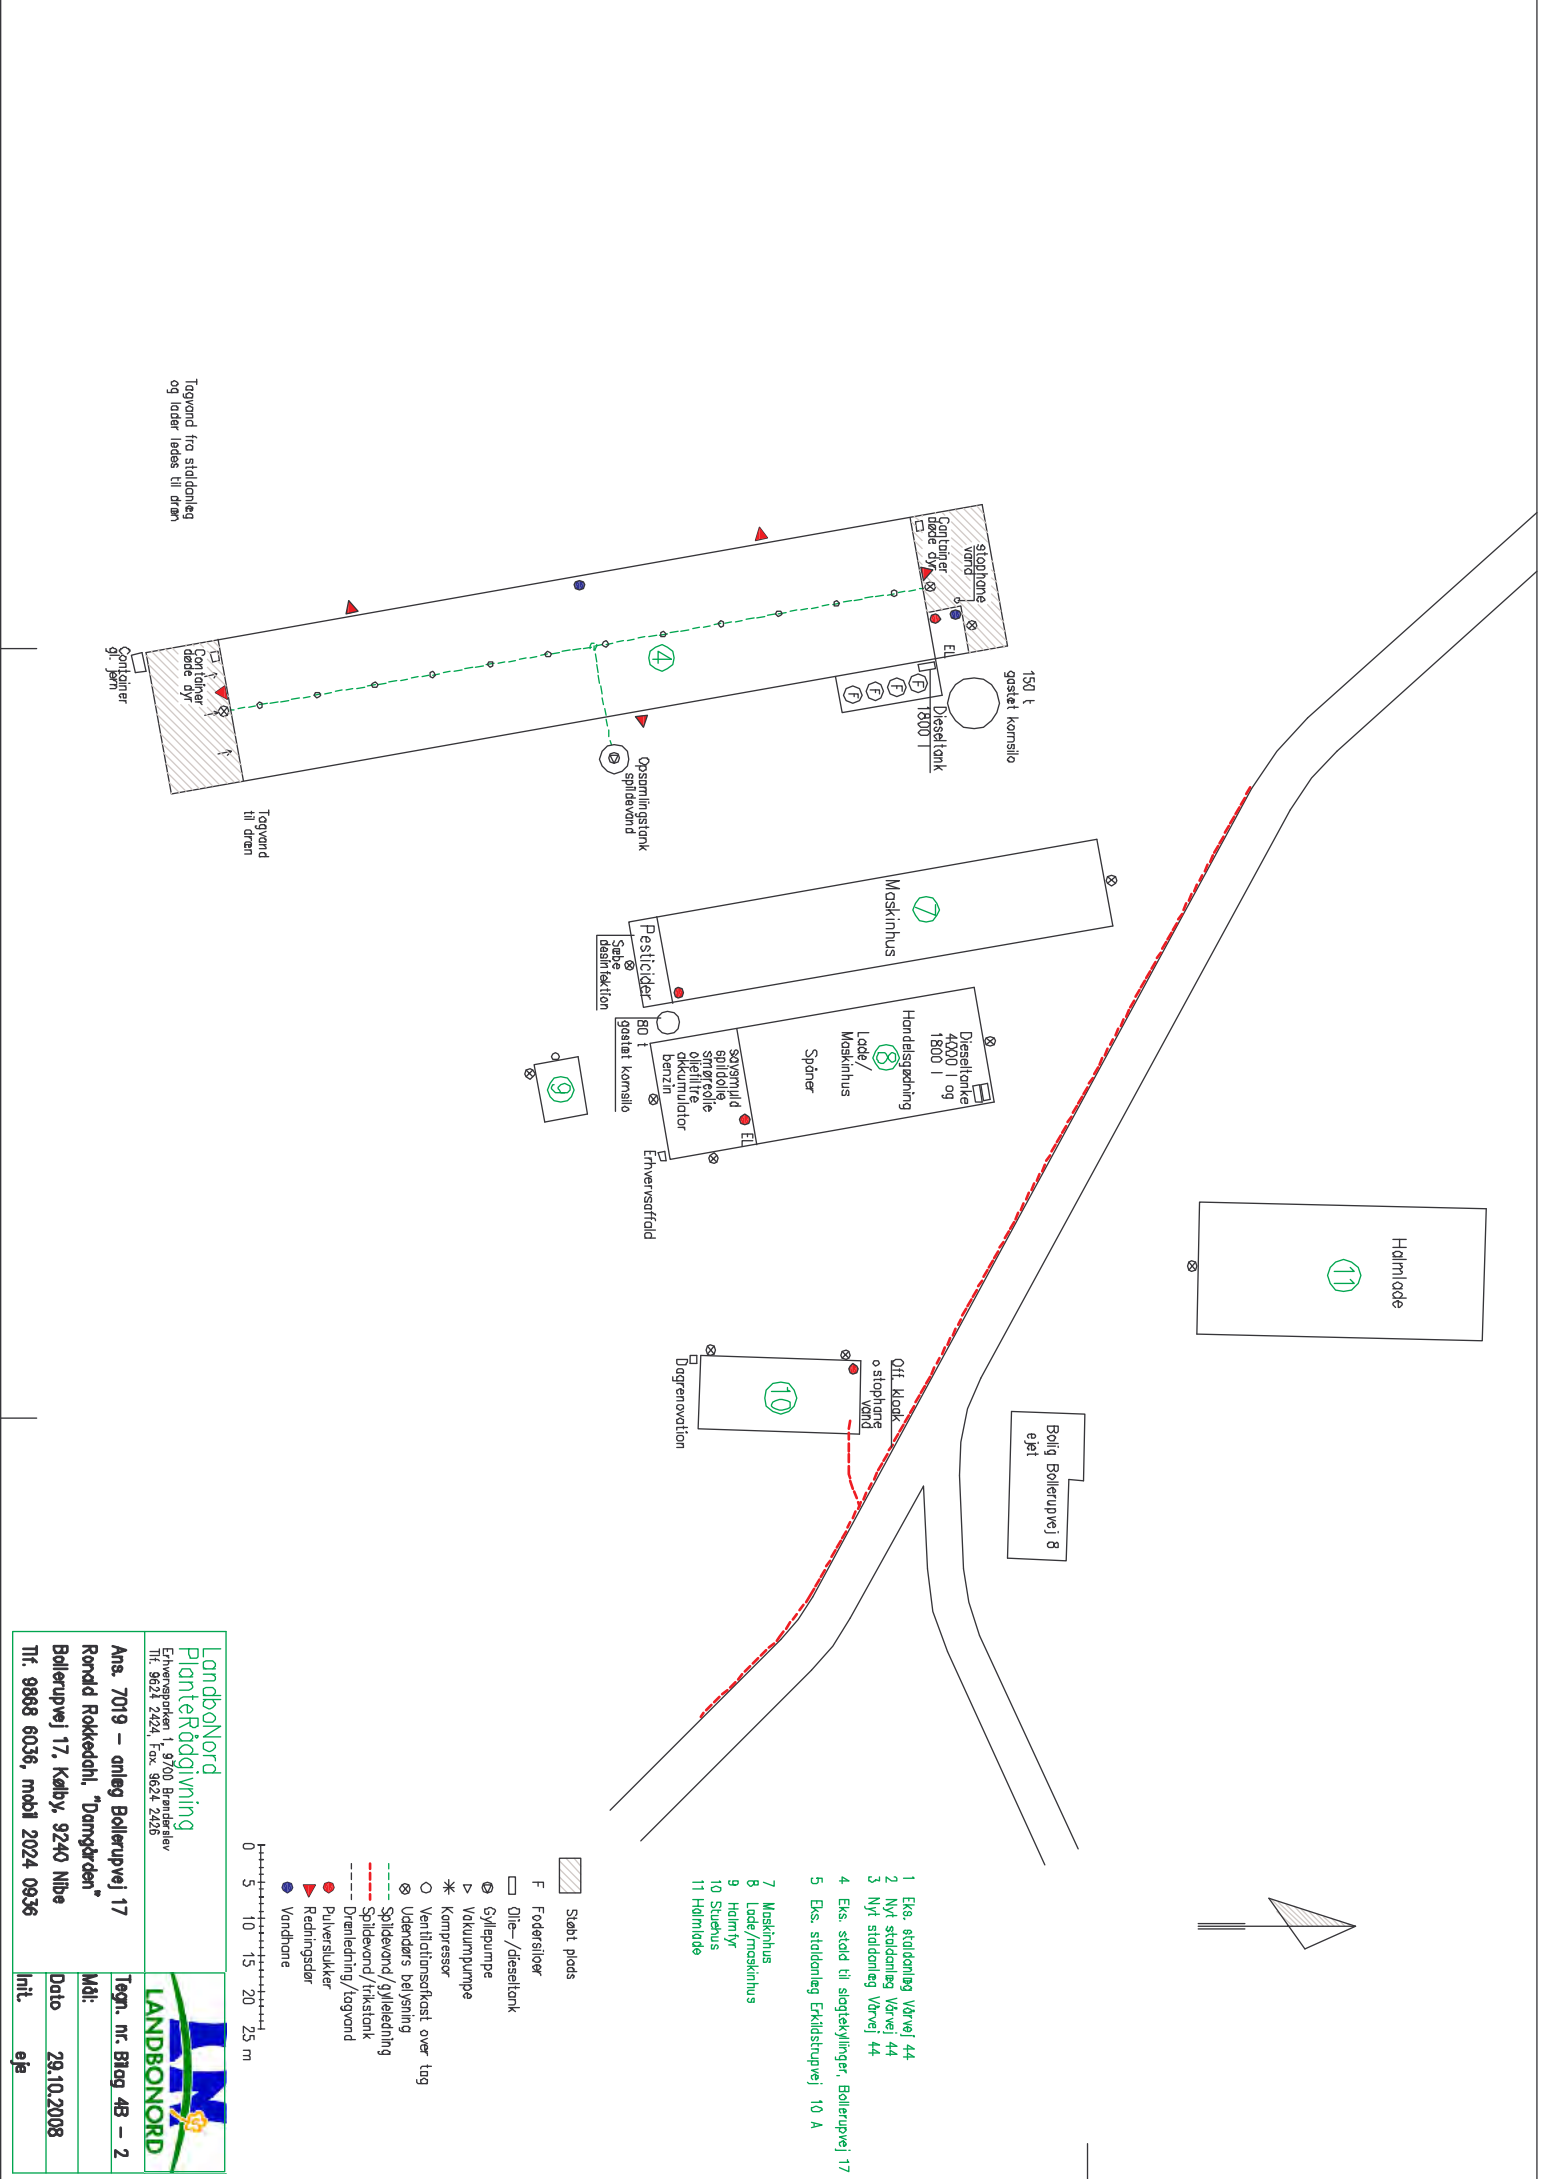 Tagvand fra staldanlæg
og lader ledes til dræn
Container
gl. jern
Container
døde dyr
Tagvand
til dræn
4
Container
døde dyr
stophane
vand
EL
F
F
F
F
150 t
gastæt kornsilo
Dieseltank
1800 l
Opsamlingstank
spildevand
7
Maskinhus
Pesticider
Sæbe
desinfektion
80 t
gastæt kornsilo
Dieseltanke
4000 l og
1800 l
Handelsgødning
8
Lade/
Maskinhus
Spåner
savsmuld
spildolie
smøreolie
oliefiltre
akkumulator
benzin
EL
Erhvervsaffald
9
Halmlade
11
Off. kloak
stophane
vand
10
Dagrenovation
Bolig Bollerupvej 8
ejet
1 Eks. staldanlæg Vårvej 44
2 Nyt staldanlæg Vårvej 44
3 Nyt staldanlæg Vårvej 44
4 Eks. stald til slagtekyllinger, Bollerupvej 17
5 Eks. staldanlæg Erkildstrupvej 10 A
7 Maskinhus
8 Lade/maskinhus
9 Halmfyr
10 Stuehus
11 Halmlade
Støbt plads
F Fodersiloer
Olie-/dieseltank
Gyllepumpe
Vakuumpumpe
Kompressor
Ventilationsafkast over tag
Udendørs belysning
Spildevand/gylleledning
Spildevand/trikstank
Drænledning/tagvand
Pulverslukker
Redningsdør
Vandhane
0 5 10 15 20 25 m
LandboNord
PlanteRådgivning
Erhvervsparken 1, 9700 Brønderslev
Tlf. 9624 2424, Fax. 9624 2426
LANDBONORD
Ans. 7019 - anlæg Bollerupvej 17
Ronald Rokkedahl, "Damgården"
Bollerupvej 17, Kølby, 9240 Nibe
Tlf. 9868 6036, mobil 2024 0936
Tegn. nr. Bilag 4B - 2
Mål:
Dato 29.10.2008
Init. eje